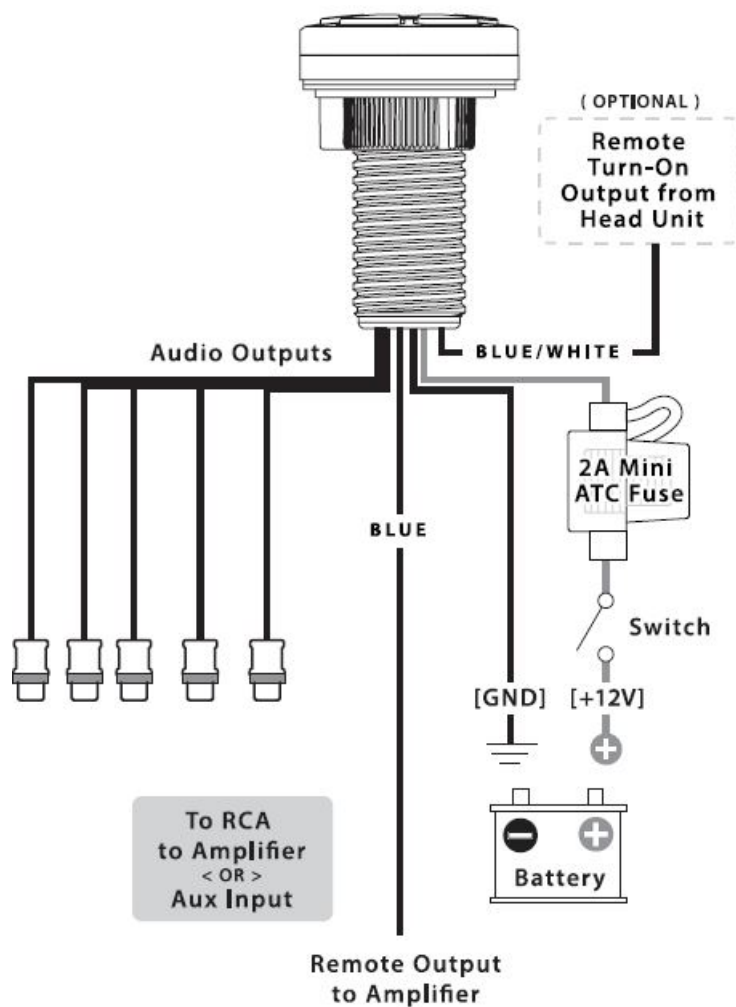 ( OPTIONAL )
Remote
Turn-On
Output from
Head Unit
Audio Outputs
BLUE/WHITE
2A Mini
ATC Fuse
BLUE
Switch
[GND]
[+12V]
To RCA
to Amplifier
< OR >
Aux Input
Battery
Remote Output
to Amplifier